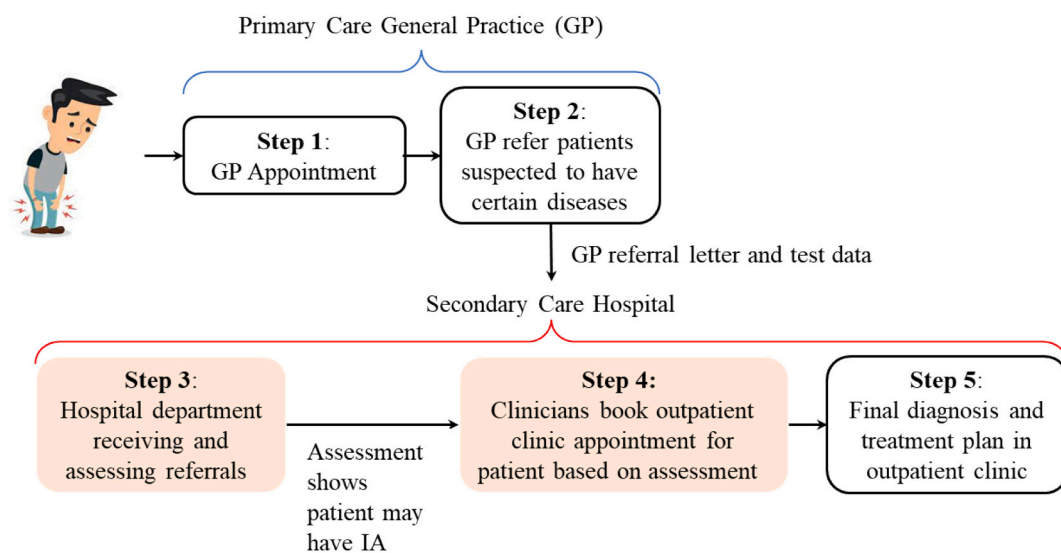 Primary Care General Practice (GP)
Step 1:
GP Appointment
Step 2:
GP refer patients
suspected to have
certain diseases
GP referral letter and test data
Secondary Care Hospital
Step 3:
Hospital department
receiving and
assessing referrals
Assessment
shows
patient may
have IA
Step 4:
Clinicians book outpatient
clinic appointment for
patient based on assessment
Step 5:
Final diagnosis and
treatment plan in
outpatient clinic